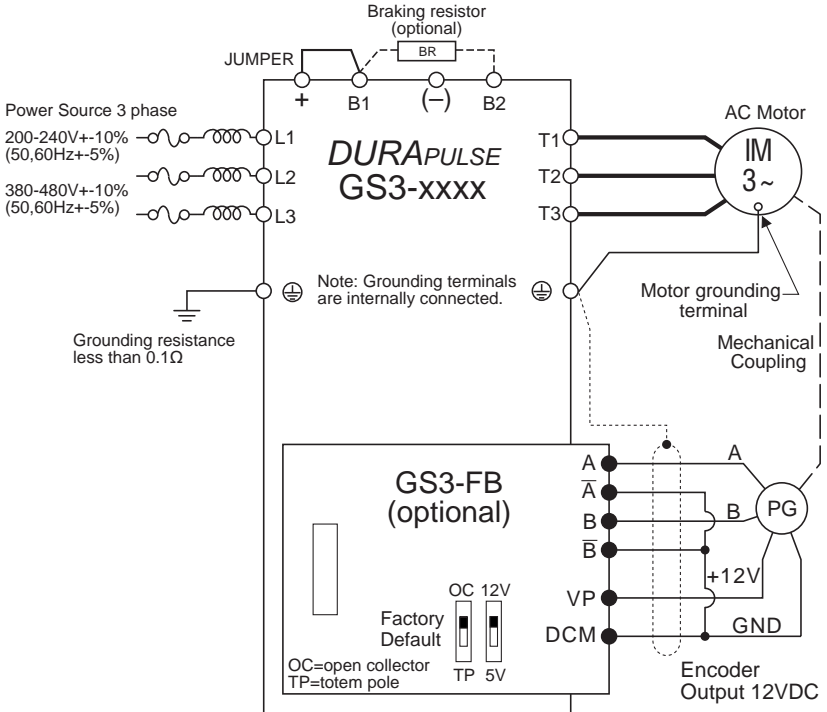 Braking resistor
(optional)
BR
JUMPER
+
B1
(–)
B2
Power Source 3 phase
200-240V+-10%
(50,60Hz+-5%)
380-480V+-10%
(50,60Hz+-5%)
L1
L2
L3
DURAPULSE
GS3-xxxx
T1
T2
T3
AC Motor
IM
3~
Note: Grounding terminals
are internally connected.
Grounding resistance
less than 0.1Ω
Motor grounding
terminal
Mechanical
Coupling
GS3-FB
(optional)
A
A̅
B
B̅
VP
DCM
A
B
PG
+12V
GND
OC 12V
Factory
Default
TP 5V
OC=open collector
TP=totem pole
Encoder
Output 12VDC